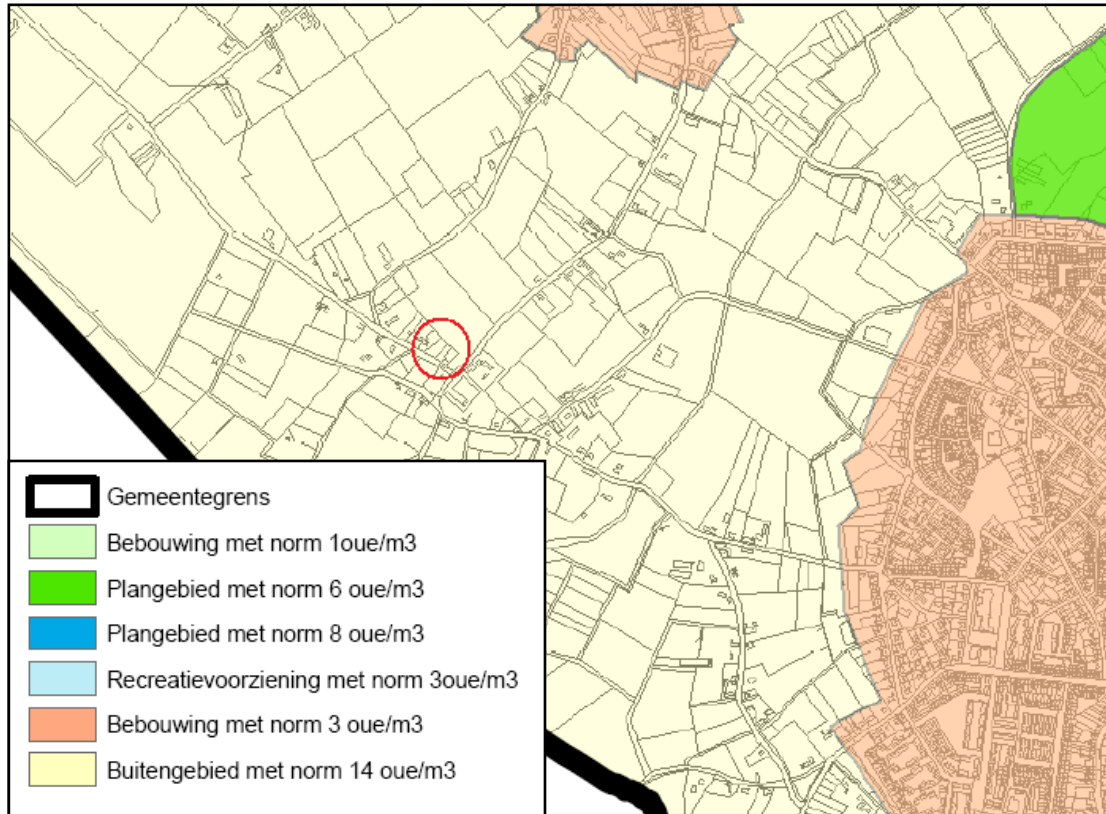 Gemeentegrens
Bebouwing met norm 1oue/m3
Plangebied met norm 6 oue/m3
Plangebied met norm 8 oue/m3
Recreatievoorziening met norm 3oue/m3
Bebouwing met norm 3 oue/m3
Buitengebied met norm 14 oue/m3